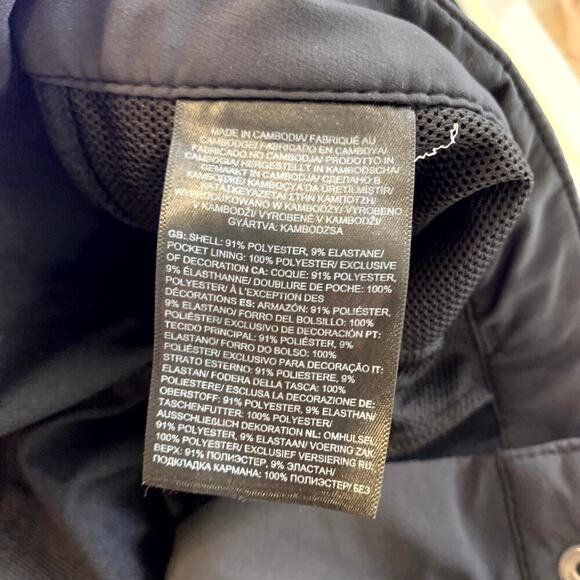 MADE IN CAMBODIA/ FABRIQUÉ AU
CAMBODGE/ FABRICADO EN CAMBOYA/
FABRICADO NO CAMBOJA/ PRODOTTO IN
CAMBOGIA/ HERGESTELLT IN KAMBODSCHA/
GEMAAKT IN CAMBODJA/ СДЕЛАНО В
КАМБОДЖЕ/ KAMBOÇYA DA ÜRETİLMİŞTİR/
ΚΑΤΑΣΚΕΥΑΖΕΤΑΙ ΣΤΗΝ ΚΑΜΠΟΤΖΗ/
WYPRODUKOWANO W KAMBODŻY/ VYROBENO
V KAMBODŽI/ VYROBENÉ V KAMBODŽI/
GYÁRTVA: KAMBODZSA
GB: SHELL: 91% POLYESTER, 9% ELASTANE/
POCKET LINING: 100% POLYESTER/ EXCLUSIVE
OF DECORATION CA: COQUE: 91% POLYESTER,
9% ÉLASTHANNE/ DOUBLURE DE POCHE: 100%
POLYESTER/ À L'EXCEPTION DES
DÉCORATIONS ES: ARMAZÓN: 91% POLIÉSTER,
9% ELASTANO/ FORRO DEL BOLSILLO: 100%
POLIÉSTER/ EXCLUSIVO DE DECORACIÓN PT:
TECIDO PRINCIPAL: 91% POLIÉSTER, 9%
ELASTANO/ FORRO DO BOLSO: 100%
POLIÉSTER/ EXCLUSIVO PARA DECORAÇÃO IT:
STRATO ESTERNO: 91% POLIESTERE, 9%
ELASTAN/ FODERA DELLA TASCA: 100%
POLIESTERE/ ESCLUSA LA DECORAZIONE DE:
OBERSTOFF: 91% POLYESTER, 9% ELASTHAN/
TASCHENFUTTER: 100% POLYESTER/
AUSSCHLIEßLICH DEKORATION NL: OMHULSEL:
91% POLYESTER, 9% ELASTAAN/ VOERING ZAK:
100% POLYESTER/ EXCLUSIEF VERSIERING RU:
ВЕРХ: 91% ПОЛИЭСТЕР, 9% ЭЛАСТАН/
ПОДКЛАДКА КАРМАНА: 100% ПОЛИЭСТЕР/ БЕЗ